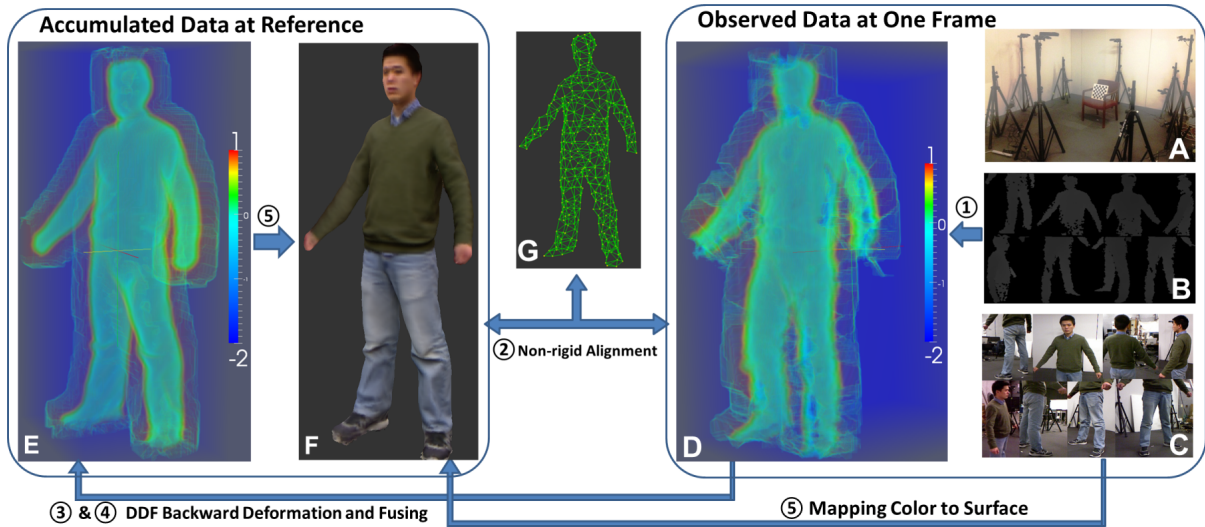 Accumulated Data at Reference
E
1
0
-1
-2
⑤
F
G
② Non-rigid Alignment
Observed Data at One Frame
D
1
0
-1
-2
①
A
B
C
③ & ④ DDF Backward Deformation and Fusing
⑤ Mapping Color to Surface